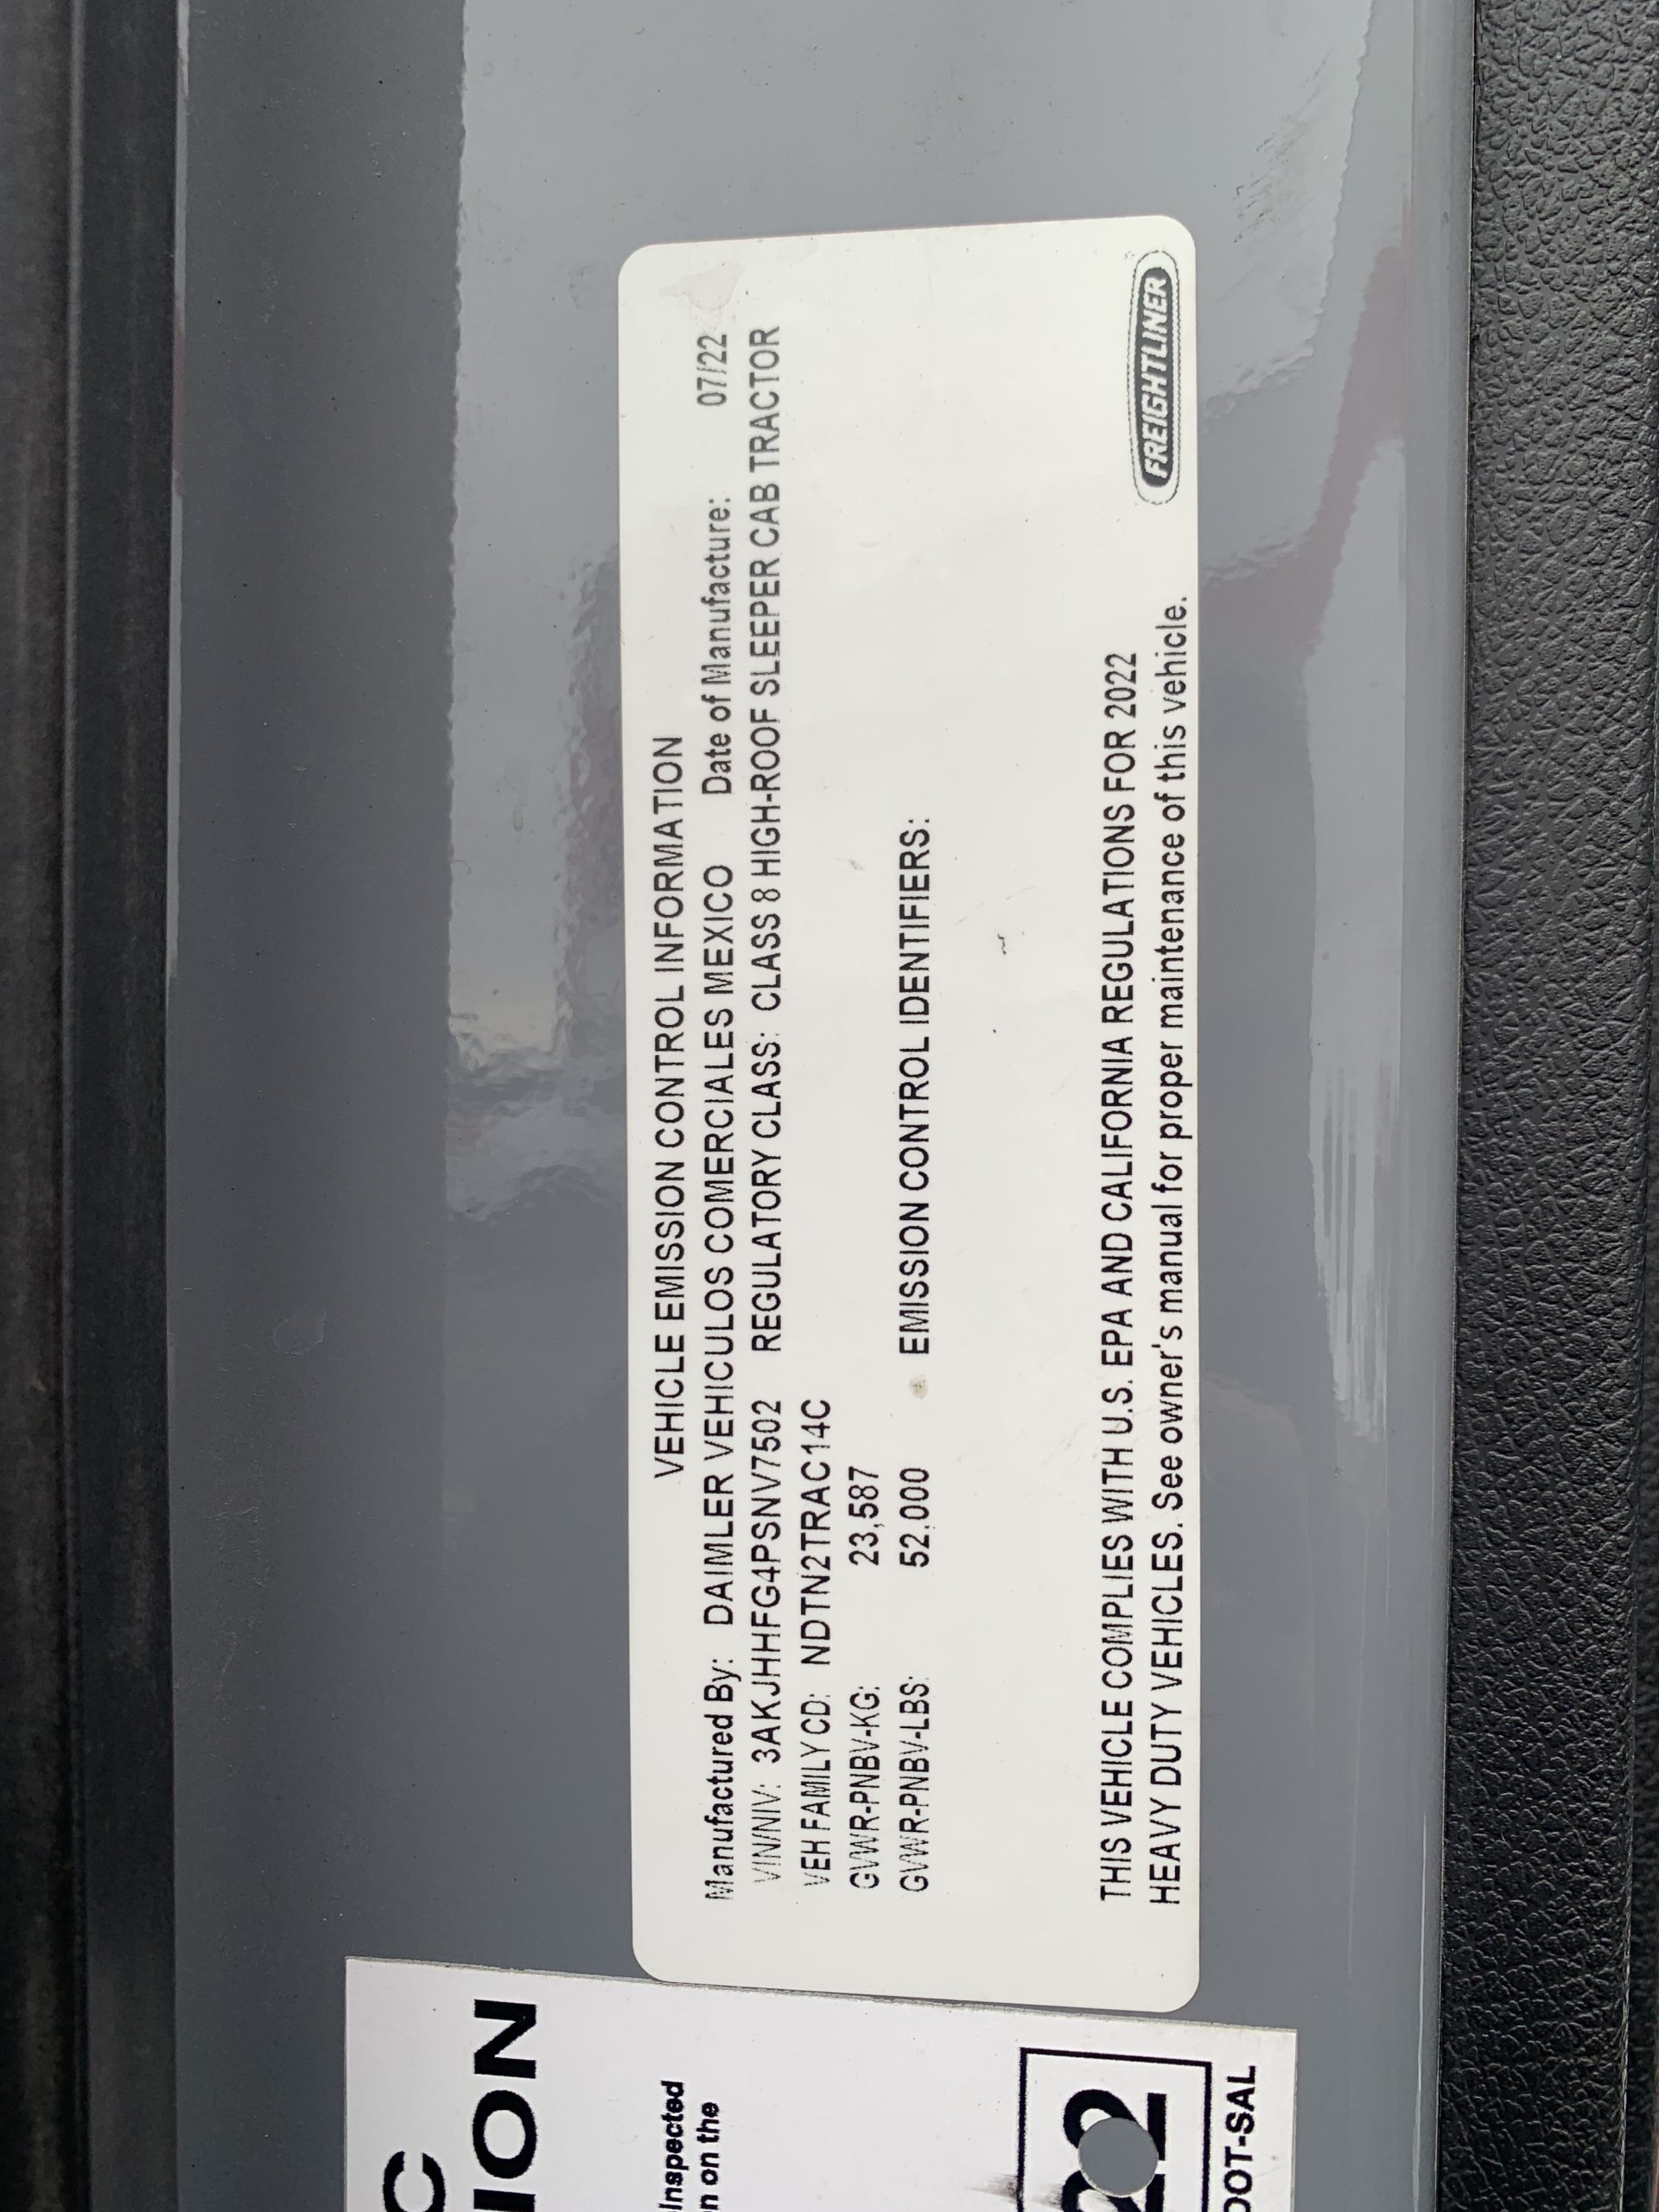 VEHICLE EMISSION CONTROL INFORMATION
Manufactured By: DAIMLER VEHICULOS COMERCIALES MEXICO Date of Manufacture: 07/22
VIN/NIV: 3AKJHHFG4PSNV7502 REGULATORY CLASS: CLASS 8 HIGH-ROOF SLEEPER CAB TRACTOR
VEH FAMILY CD: NDTN2TRAC14C
GVWR-PNBV-KG: 23,587
GVWR-PNBV-LBS: 52,000 EMISSION CONTROL IDENTIFIERS:
THIS VEHICLE COMPLIES WITH U.S. EPA AND CALIFORNIA REGULATIONS FOR 2022
HEAVY DUTY VEHICLES. See owner's manual for proper maintenance of this vehicle.
FREIGHTLINER
C
ION
Inspected
n on the
22
DOT-SAL